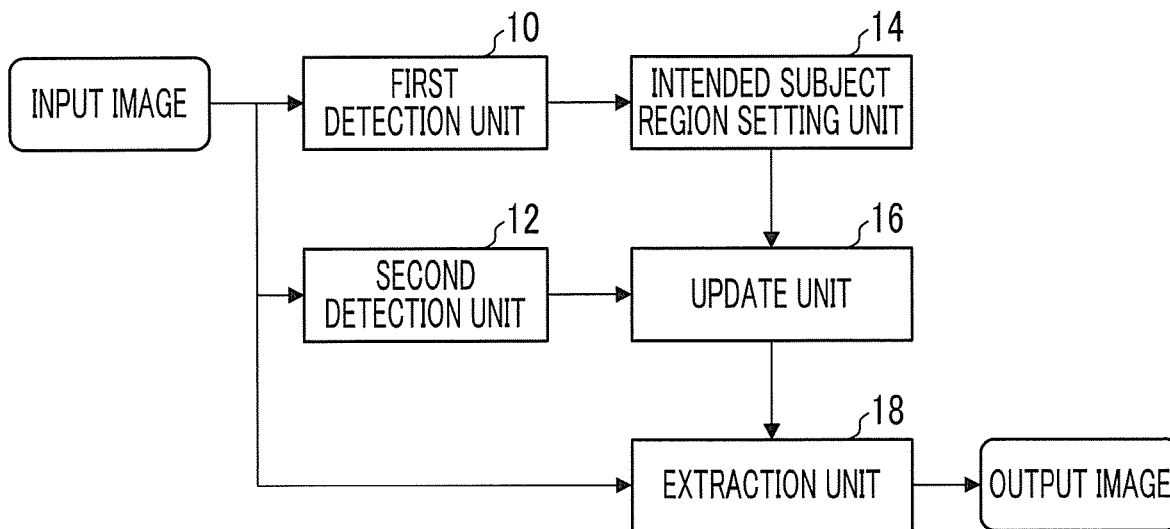 10
14
INPUT IMAGE
FIRST
DETECTION UNIT
INTENDED SUBJECT
REGION SETTING UNIT
12
16
SECOND
DETECTION UNIT
UPDATE UNIT
18
EXTRACTION UNIT
OUTPUT IMAGE